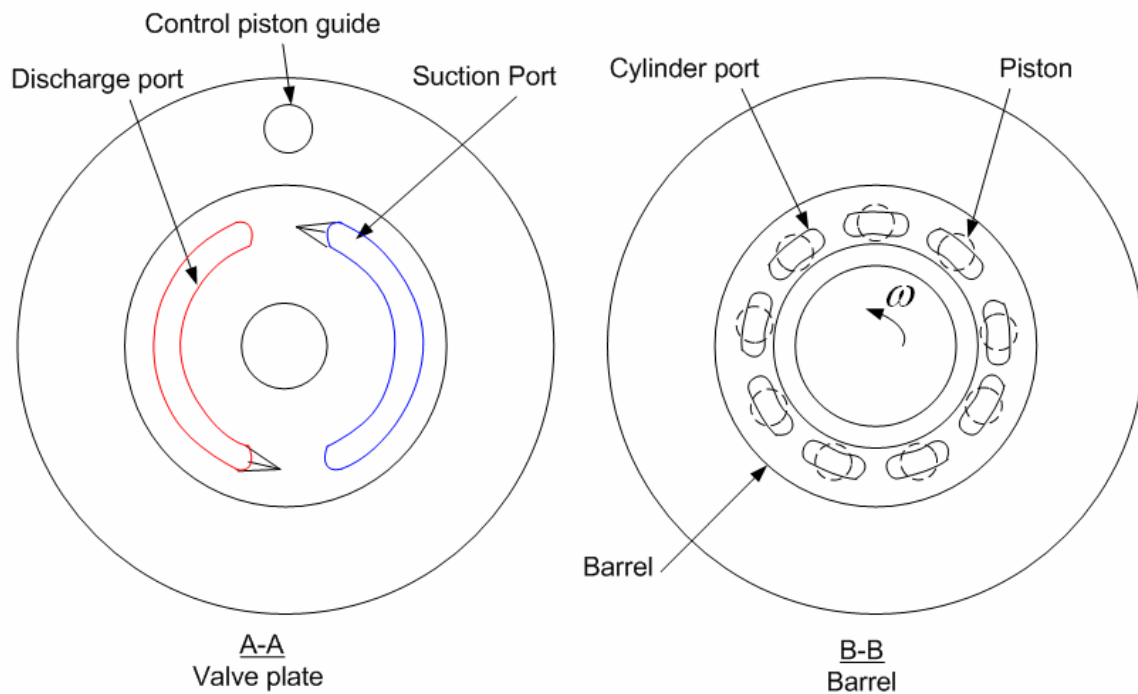 Control piston guide
Discharge port
Suction Port
Cylinder port
Piston
ω
Barrel
A-A
Valve plate
B-B
Barrel